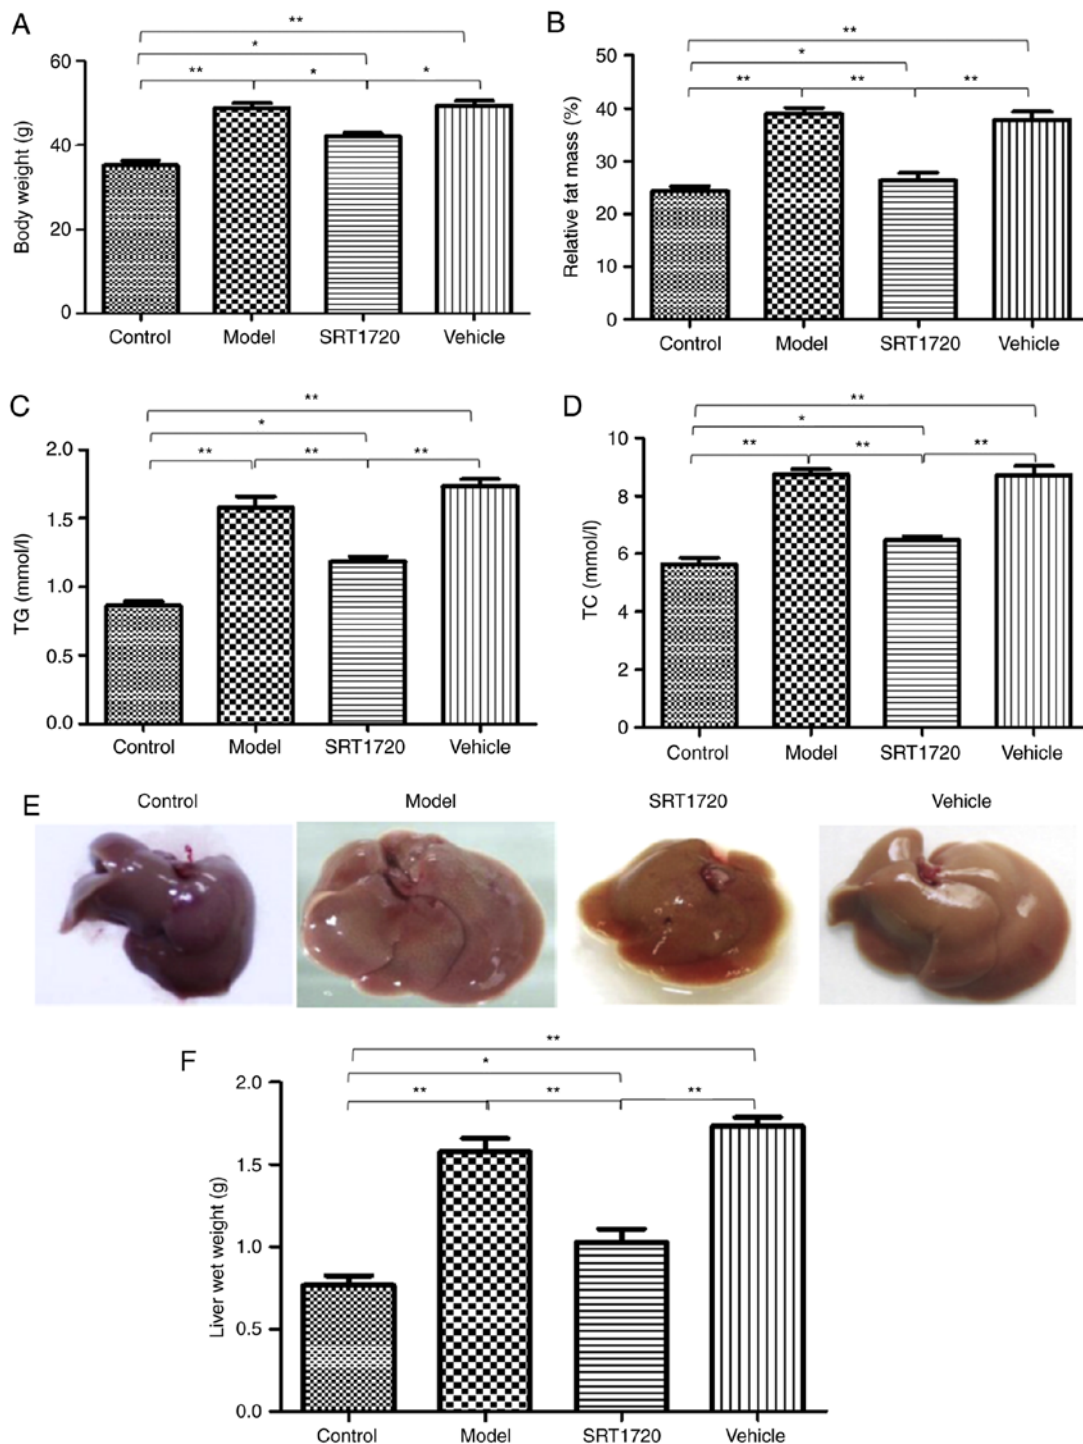 A
**
*
** * *
60
40
20
0
Body weight (g)
Control Model SRT1720 Vehicle
B
**
*
** ** **
50
40
30
20
10
0
Relative fat mass (%)
Control Model SRT1720 Vehicle
C
**
*
** ** **
2.0
1.5
1.0
0.5
0.0
TG (mmol/l)
Control Model SRT1720 Vehicle
D
**
*
** ** **
10
8
6
4
2
0
TC (mmol/l)
Control Model SRT1720 Vehicle
E
Control Model SRT1720 Vehicle
F
**
*
** ** **
2.0
1.5
1.0
0.5
0.0
Liver wet weight (g)
Control Model SRT1720 Vehicle